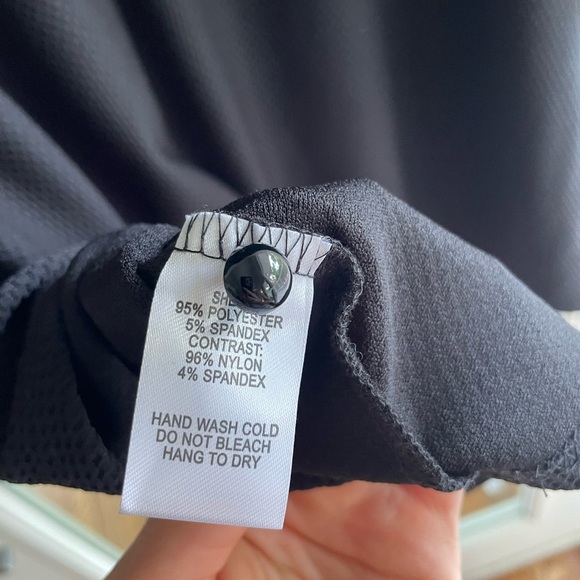 95% POLYESTER
5% SPANDEX
CONTRAST:
96% NYLON
4% SPANDEX
HAND WASH COLD
DO NOT BLEACH
HANG TO DRY